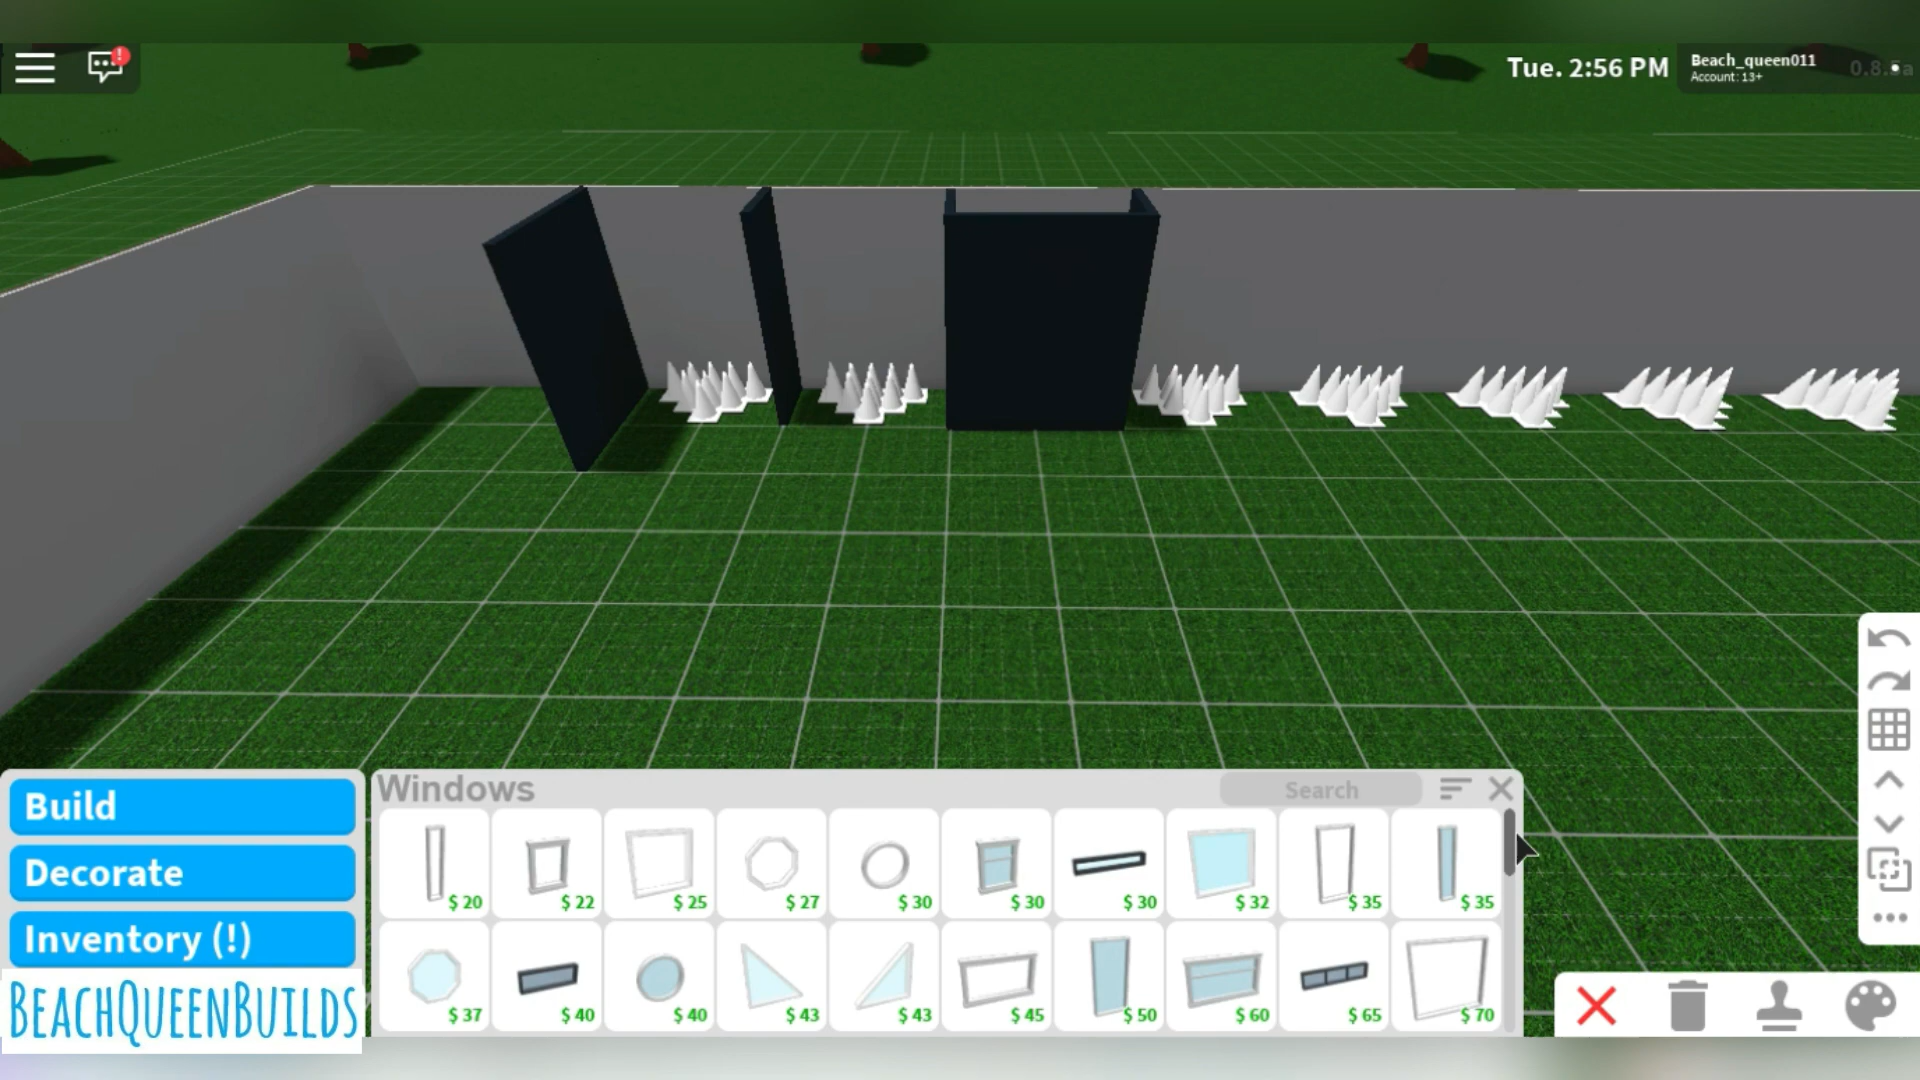 Tue. 2:56 PM
Beach_queen011
Account: 13+
Build
Decorate
Inventory (!)
BEACHQUEENBUILDS
Windows
Search
$ 20
$ 22
$ 25
$ 27
$ 30
$ 30
$ 30
$ 32
$ 35
$ 35
$ 37
$ 40
$ 40
$ 43
$ 43
$ 45
$ 50
$ 60
$ 65
$ 70